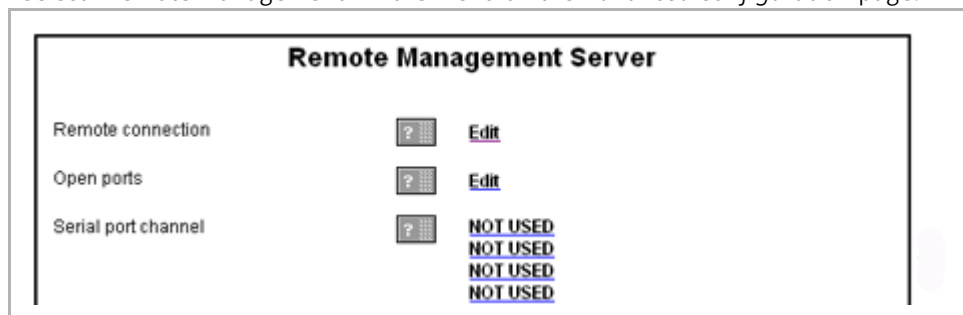 Remote Management Server
Remote connection ? Edit
Open ports ? Edit
Serial port channel ? NOT USED
NOT USED
NOT USED
NOT USED